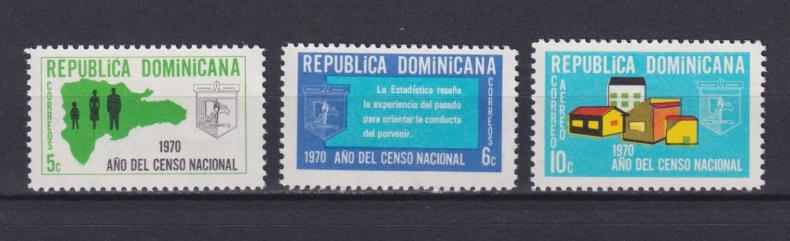 REPUBLiCA DOMiNiCANA
CORREOS
1970
5c AÑO DEL CENSO NACIONAL
REPUBLiCA DOMiNiCANA
La Estadística reseña
la experiencia del pasado
para orientar la conducta
del porvenir.
CORREOS
1970 AÑO DEL CENSO NACIONAL 6c
REPUBLiCA DOMiNiCANA
CORREOS
AEREO
1970
10c AÑO DEL CENSO NACIONAL